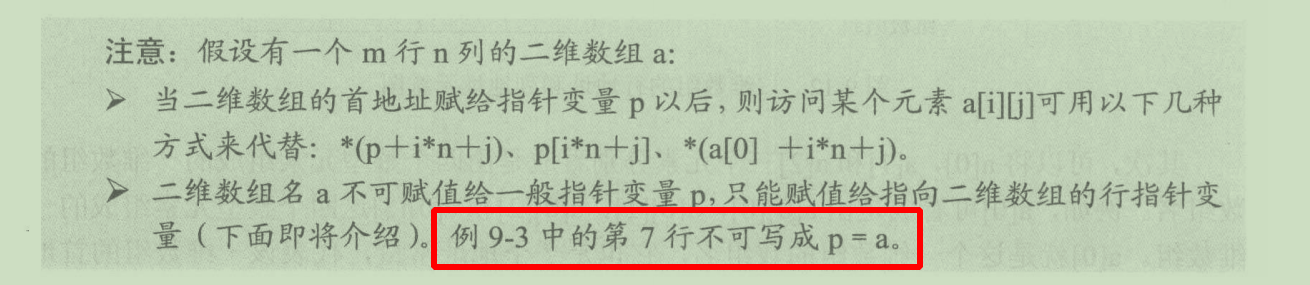 注意：假设有一个 m 行 n 列的二维数组 a:
➢ 当二维数组的首地址赋给指针变量 p 以后，则访问某个元素 a[i][j]可用以下几种
方式来代替：*(p＋i*n＋j)、p[i*n＋j]、*(a[0] ＋i*n＋j)。
➢ 二维数组名 a 不可赋值给一般指针变量 p，只能赋值给指向二维数组的行指针变
量（下面即将介绍）。例 9-3 中的第 7 行不可写成 p = a。